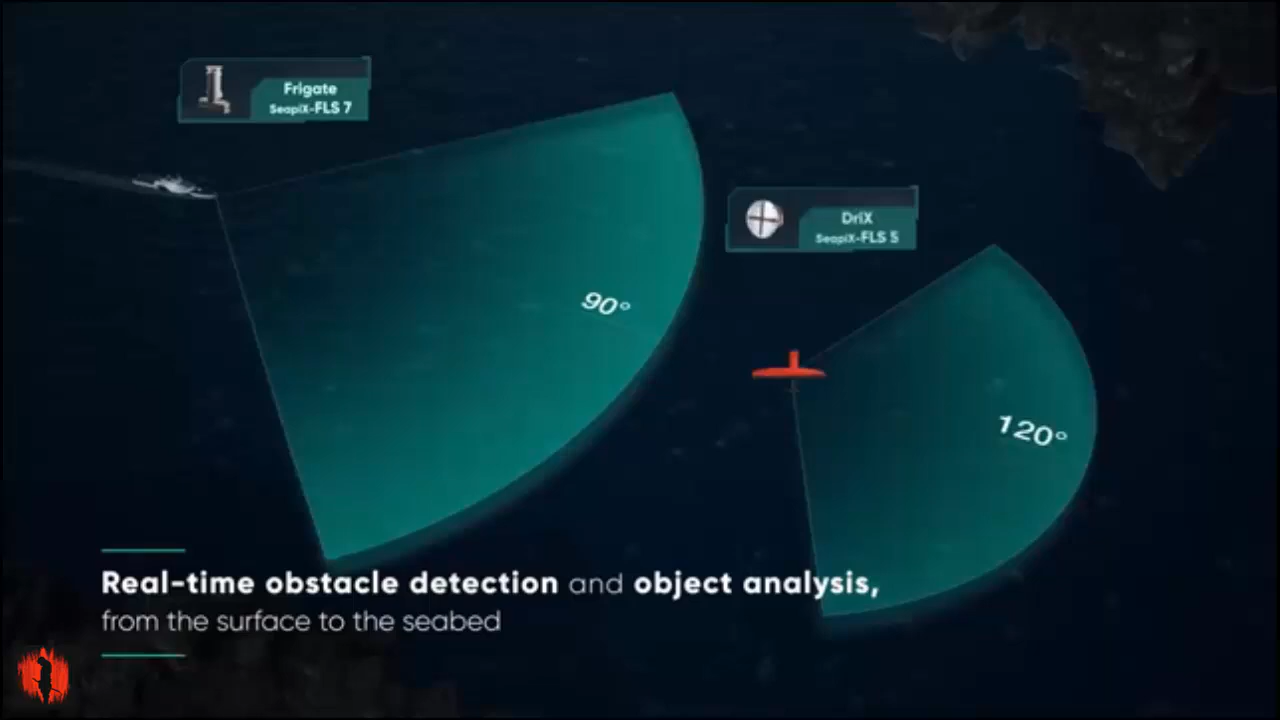 Frigate
SeapiX-FLS 7
DriX
SeapiX-FLS 5
90°
120°
Real-time obstacle detection and object analysis,
from the surface to the seabed